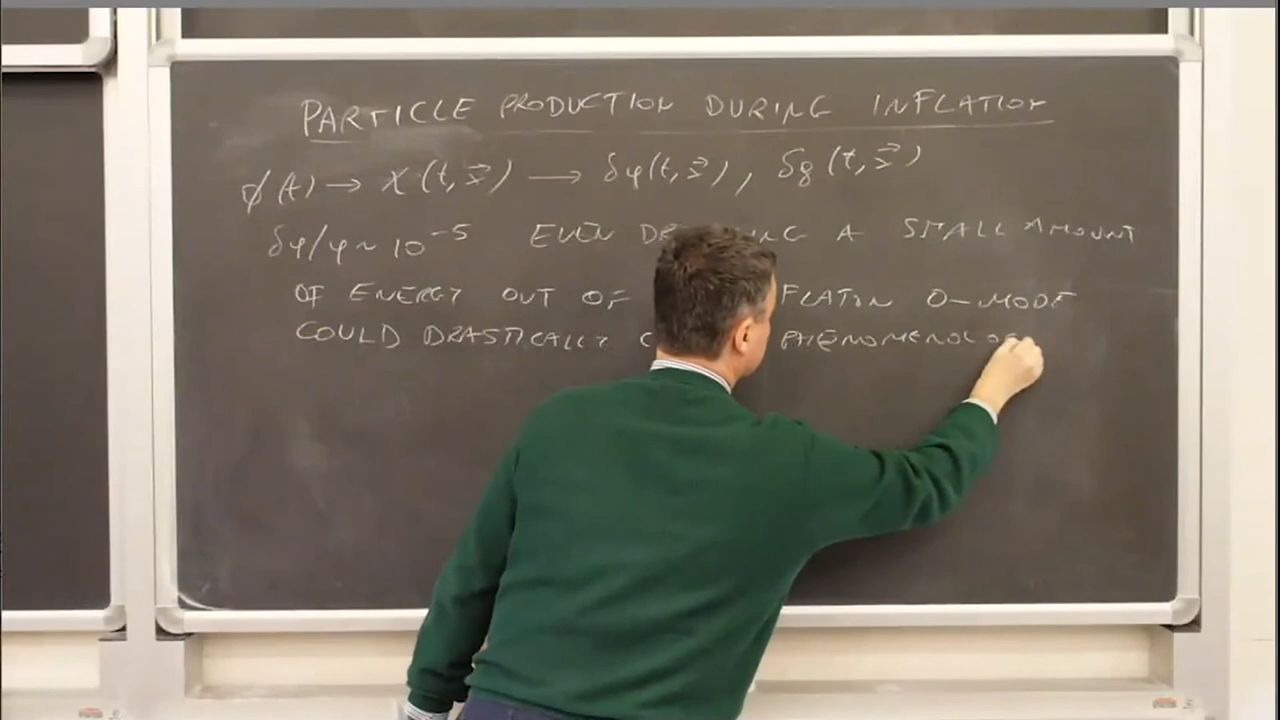 PARTICLE PRODUCTION DURING INFLATION
φ(t) → χ(t, x⃗) → δφ(t, x⃗), δg(t, x⃗)
δφ/φ ~ 10⁻⁵ EVEN A SMALL AMOUNT
OF ENERGY OUT OF FLATON 0-MODE
COULD DRASTICALLY PHENOMENOLO